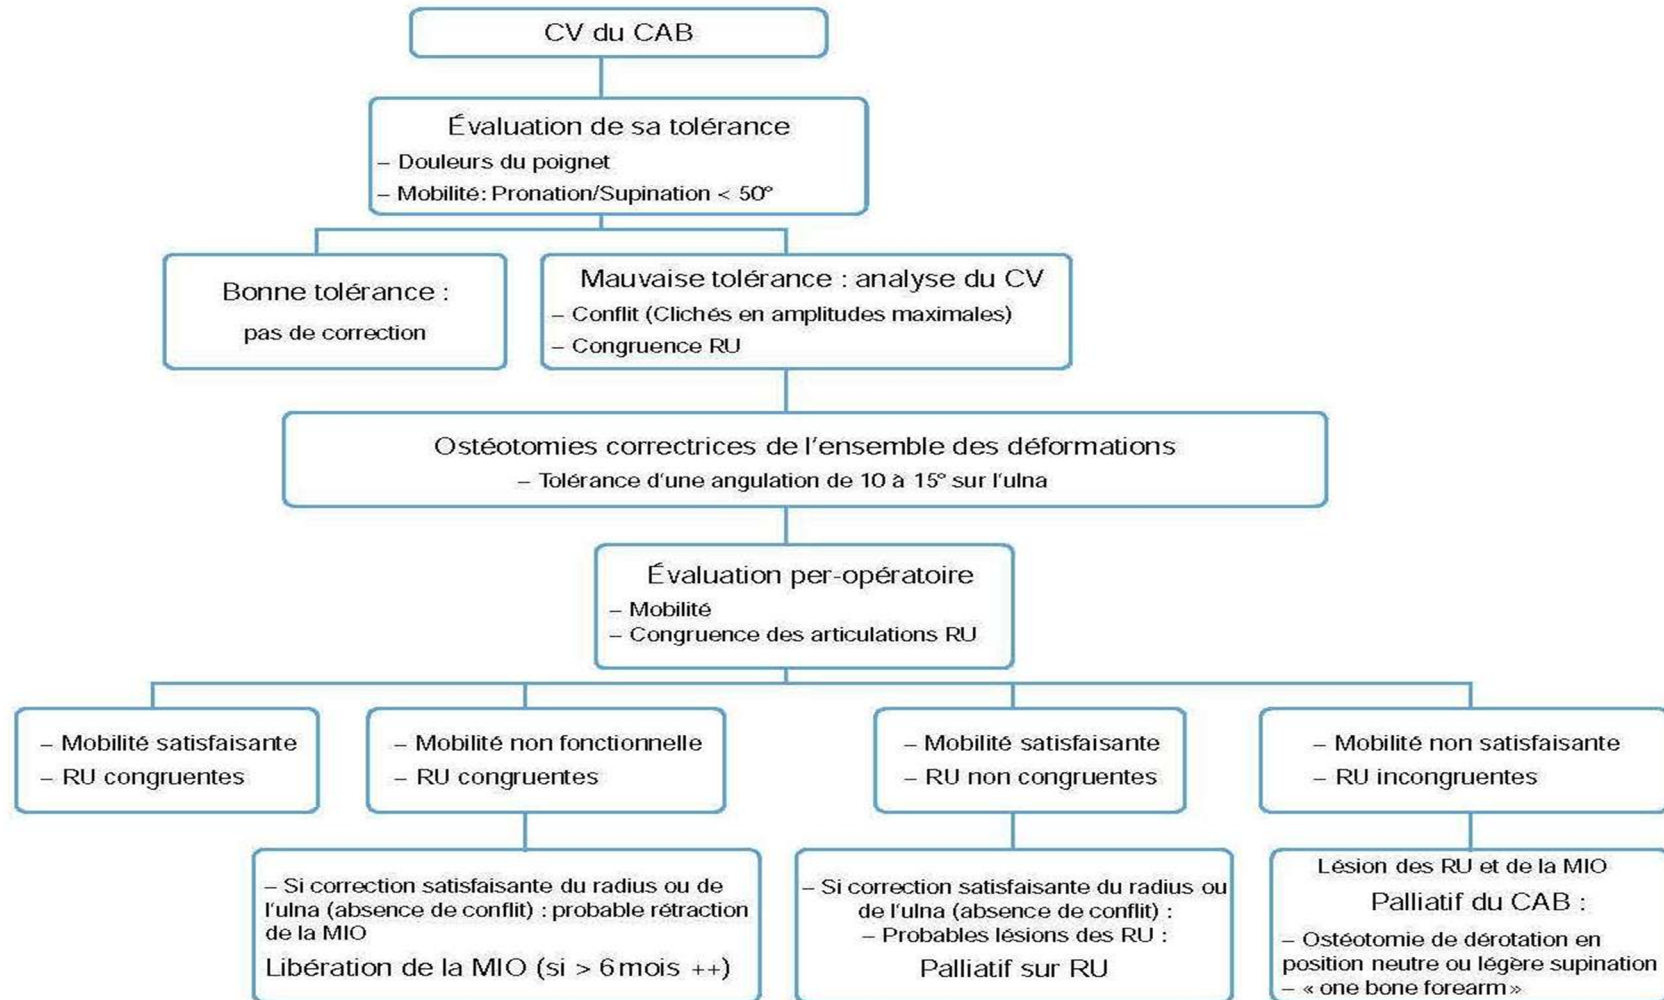 CV du CAB
Évaluation de sa tolérance
– Douleurs du poignet
– Mobilité: Pronation/Supination < 50°
Bonne tolérance :
pas de correction
Mauvaise tolérance : analyse du CV
– Conflit (Clichés en amplitudes maximales)
– Congruence RU
Ostéotomies correctrices de l'ensemble des déformations
– Tolérance d'une angulation de 10 à 15° sur l'ulna
Évaluation per-opératoire
– Mobilité
– Congruence des articulations RU
– Mobilité satisfaisante
– RU congruentes
– Mobilité non fonctionnelle
– RU congruentes
– Mobilité satisfaisante
– RU non congruentes
– Mobilité non satisfaisante
– RU incongruentes
– Si correction satisfaisante du radius ou de
l'ulna (absence de conflit) : probable rétraction
de la MIO
Libération de la MIO (si > 6 mois ++)
– Si correction satisfaisante du radius ou
de l'ulna (absence de conflit) :
– Probables lésions des RU :
Palliatif sur RU
Lésion des RU et de la MIO
Palliatif du CAB :
– Ostéotomie de dérotation en
position neutre ou légère supination
– « one bone forearm »